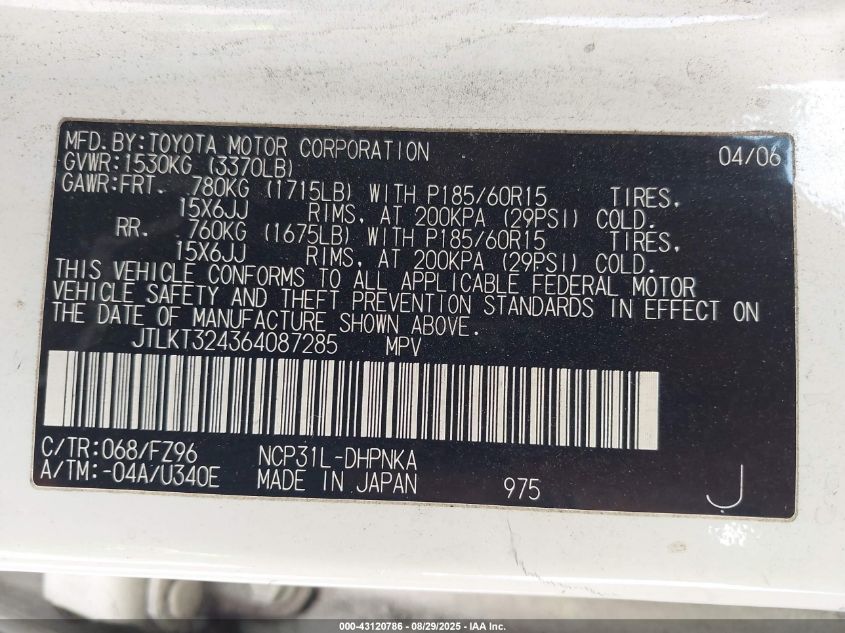 MFD.BY:TOYOTA MOTOR CORPORATION 04/06
GVWR:1530KG (3370LB)
GAWR:FRT. 780KG (1715LB) WITH P185/60R15 TIRES,
15X6JJ RIMS, AT 200KPA (29PSI) COLD.
RR. 760KG (1675LB) WITH P185/60R15 TIRES,
15X6JJ RIMS, AT 200KPA (29PSI) COLD.
THIS VEHICLE CONFORMS TO ALL APPLICABLE FEDERAL MOTOR
VEHICLE SAFETY AND THEFT PREVENTION STANDARDS IN EFFECT ON
THE DATE OF MANUFACTURE SHOWN ABOVE.
JTLKT324364087285 MPV
C/TR:068/FZ96 NCP31L-DHPNKA
A/TM:-04A/U340E MADE IN JAPAN 975 J
000-43120786 - 08/29/2025 - IAA Inc.